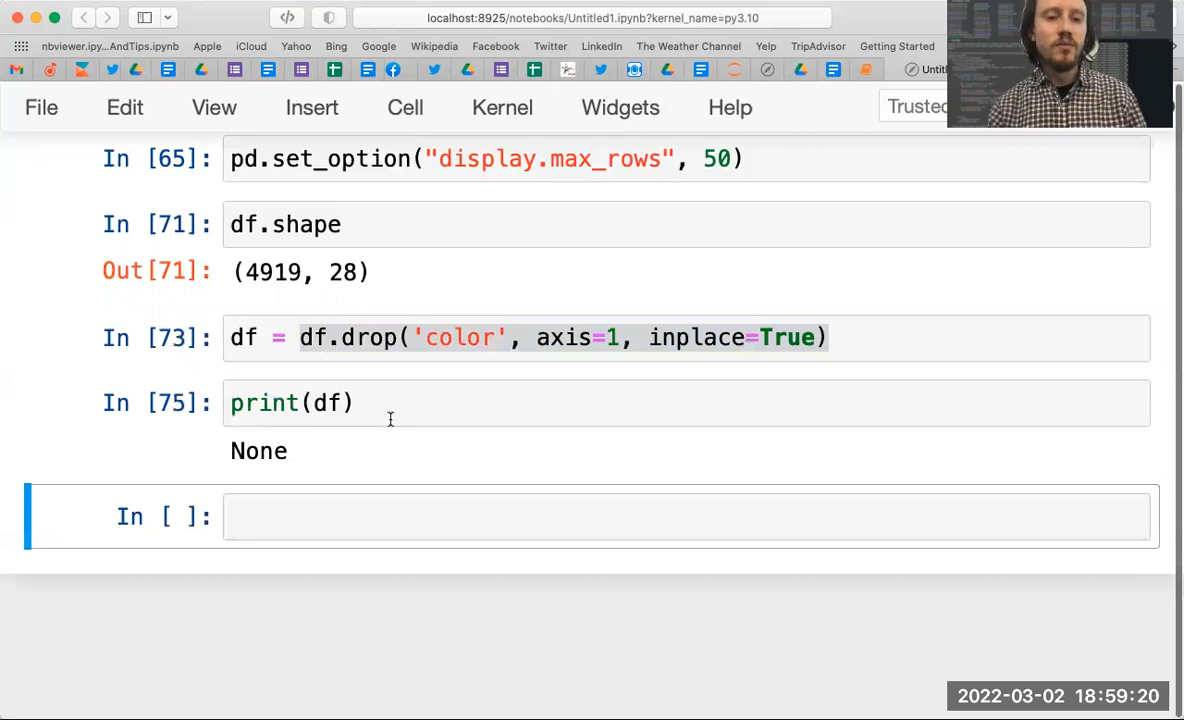 localhost:8925/notebooks/Untitled1.ipynb?kernel_name=py3.10
nbviewer.ipy...AndTips.ipynb Apple iCloud Yahoo Bing Google Wikipedia Facebook Twitter LinkedIn The Weather Channel Yelp TripAdvisor Getting Started
File Edit View Insert Cell Kernel Widgets Help Trusted
In [65]: pd.set_option("display.max_rows", 50)
In [71]: df.shape
Out[71]: (4919, 28)
In [73]: df = df.drop('color', axis=1, inplace=True)
In [75]: print(df)
None
In [ ]:
2022-03-02 18:59:20